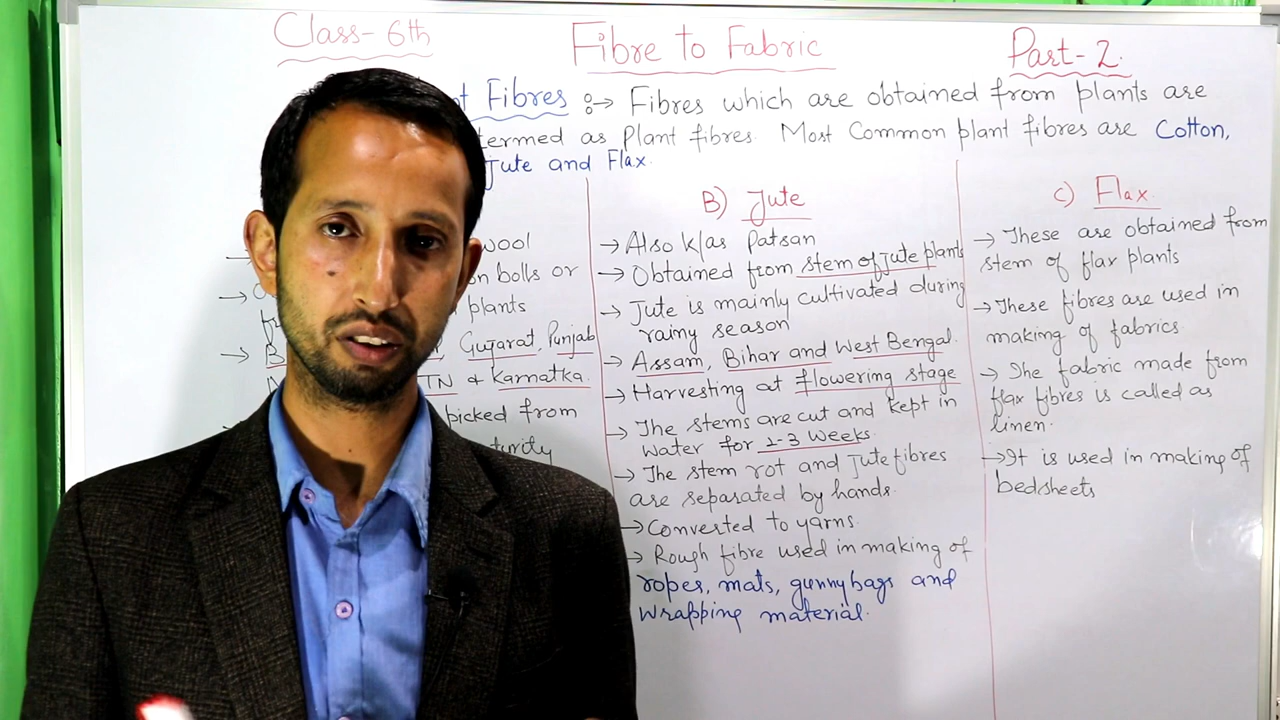 Class- 6th
Fibre to Fabric
Part-2.
Fibres :→ Fibres which are obtained from plants are
termed as Plant fibres. Most Common plant fibres are Cotton,
Jute and Flax.
wool
bolls or
plants
Gujarat, Punjab
TN & Karnatka.
picked from
B) Jute
→ Also k/as Patsan
→ Obtained from stem of jute plants
→ Jute is mainly cultivated during
rainy season
→ Assam, Bihar and West Bengal.
→ Harvesting at flowering stage
→ The stems are cut and kept in
water for 2-3 weeks.
→ The stem rot and Jute fibres
are separated by hands.
→ Converted to yarns.
→ Rough fibre used in making of
ropes, mats, gunnybags and
wrapping material.
c) Flax
→ These are obtained from
stem of flax plants
→ These fibres are used in
making of fabrics.
→ The fabric made from
flax fibres is called as
linen.
→ It is used in making of
bedsheets